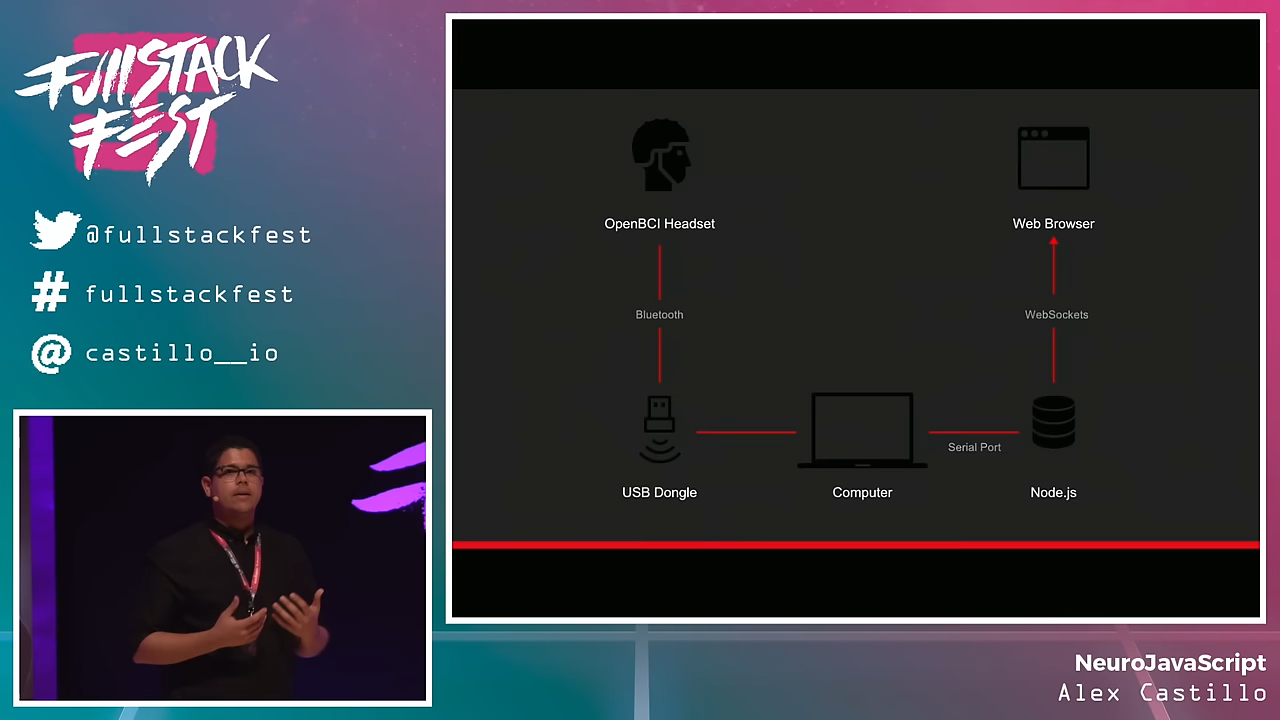 FullStack
Fest
@fullstackfest
# fullstackfest
@ castillo__io
OpenBCI Headset
Web Browser
Bluetooth
WebSockets
Serial Port
USB Dongle
Computer
Node.js
NeuroJavaScript
Alex Castillo